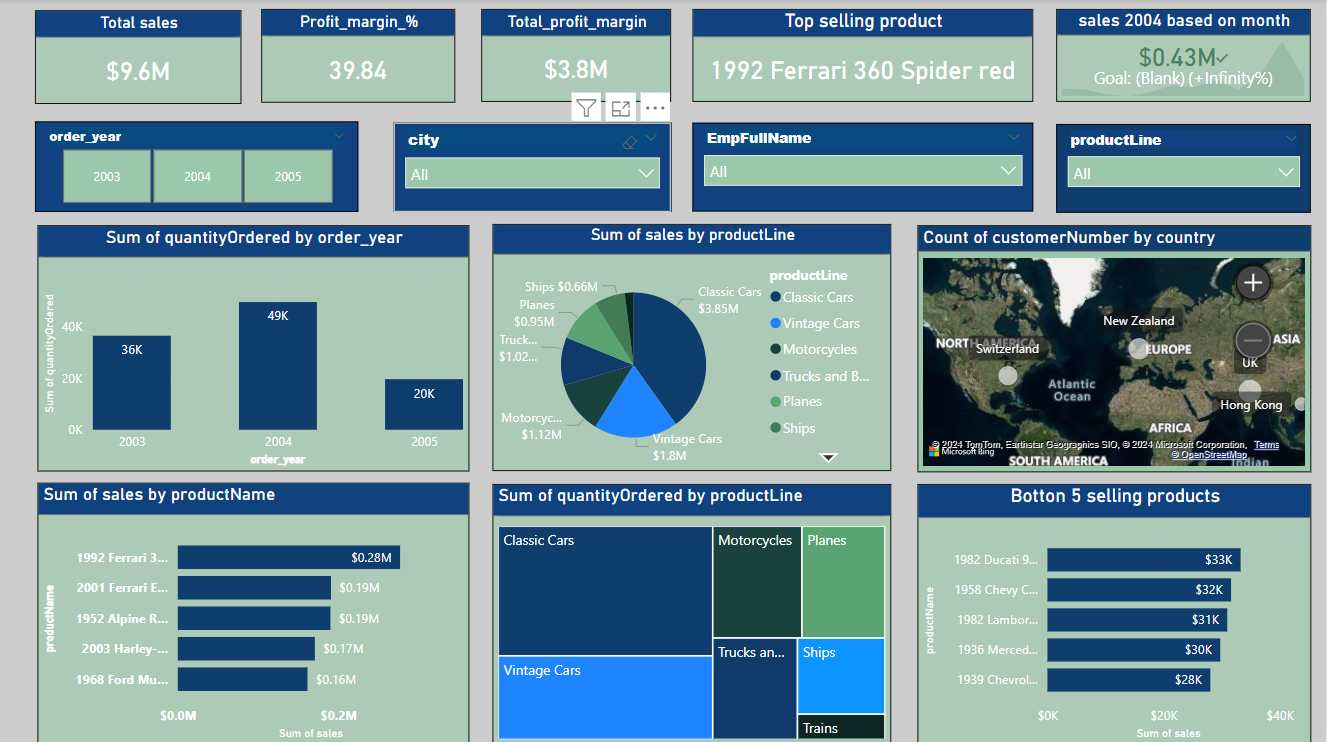 Total sales
$9.6M
Profit_margin_%
39.84
Total_profit_margin
$3.8M
Top selling product
1992 Ferrari 360 Spider red
sales 2004 based on month
$0.43M
Goal: (Blank) (+Infinity%)
order_year
2003 2004 2005
city
All
EmpFullName
All
productLine
All
Sum of quantityOrdered by order_year
Sum of quantityOrdered
40K
20K
0K
36K
49K
20K
2003 2004 2005
order_year
Sum of sales by productLine
Ships $0.66M
Planes
$0.95M
Truck...
$1.02...
Motorcyc...
$1.12M
Vintage Cars
$1.8M
Classic Cars
$3.85M
productLine
Classic Cars
Vintage Cars
Motorcycles
Trucks and B...
Planes
Ships
Count of customerNumber by country
NORTH AMERICA
Switzerland
New Zealand
EUROPE
ASIA
UK
Atlantic
Ocean
Hong Kong
AFRICA
© 2024 TomTom, Earthstar Geographics SIO, © 2024 Microsoft Corporation, Terms
© OpenStreetMap
Microsoft Bing
SOUTH AMERICA
Indian
Sum of sales by productName
productName
1992 Ferrari 3... $0.28M
2001 Ferrari E... $0.19M
1952 Alpine R... $0.19M
2003 Harley-... $0.17M
1968 Ford Mu... $0.16M
$0.0M $0.2M
Sum of sales
Sum of quantityOrdered by productLine
Classic Cars
Vintage Cars
Motorcycles
Planes
Trucks an...
Ships
Trains
Botton 5 selling products
productName
1982 Ducati 9... $33K
1958 Chevy C... $32K
1982 Lambor... $31K
1936 Merced... $30K
1939 Chevrol... $28K
$0K $20K $40K
Sum of sales